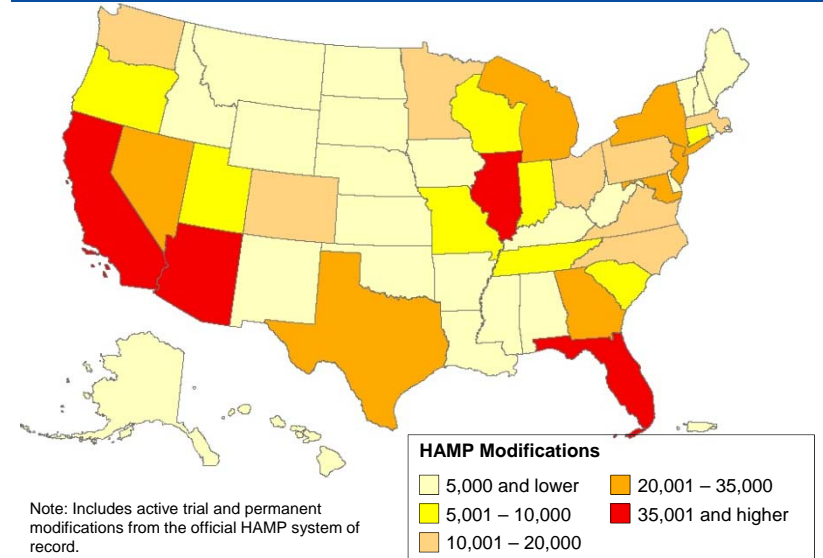 HAMP Modifications
5,000 and lower
20,001 – 35,000
5,001 – 10,000
35,001 and higher
10,001 – 20,000
Note: Includes active trial and permanent
modifications from the official HAMP system of
record.